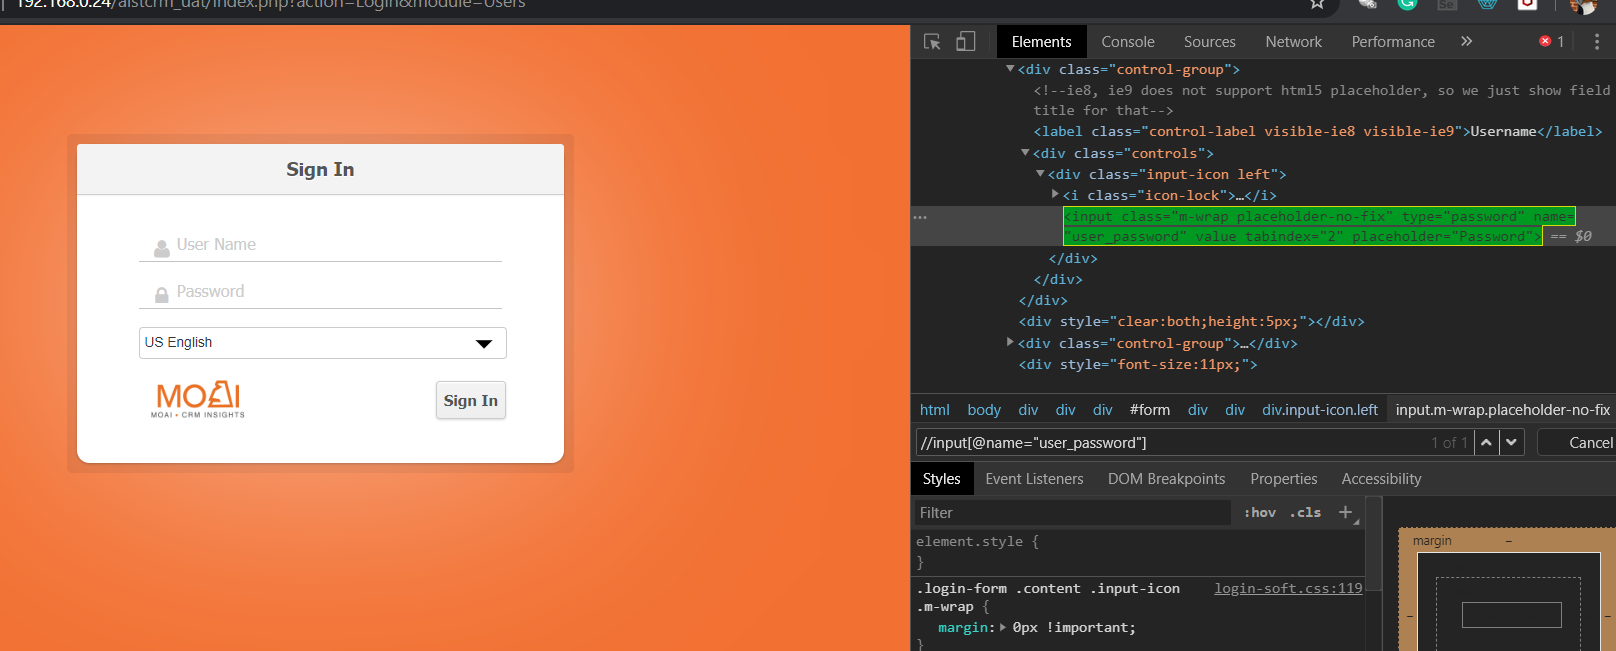 192.168.0.24/aistcrm_uat/index.php?action=Login&module=Users
Sign In
User Name
Password
US English
MOAI
MOAI • CRM INSIGHTS
Sign In
Elements
Console
Sources
Network
Performance
1
<div class="control-group">
<!--ie8, ie9 does not support html5 placeholder, so we just show field
title for that-->
<label class="control-label visible-ie8 visible-ie9">Username</label>
<div class="controls">
<div class="input-icon left">
<i class="icon-lock">…</i>
<input class="m-wrap placeholder-no-fix" type="password" name=
"user_password" value tabindex="2" placeholder="Password"> == $0
</div>
</div>
</div>
<div style="clear:both;height:5px;"></div>
<div class="control-group">…</div>
<div style="font-size:11px;">
html body div div div #form div div div.input-icon.left input.m-wrap.placeholder-no-fix
//input[@name="user_password"]
1 of 1
Cancel
Styles
Event Listeners
DOM Breakpoints
Properties
Accessibility
Filter
:hov .cls +
element.style {
}
.login-form .content .input-icon
.m-wrap {
login-soft.css:119
margin: 0px !important;
}
margin
–
–
–